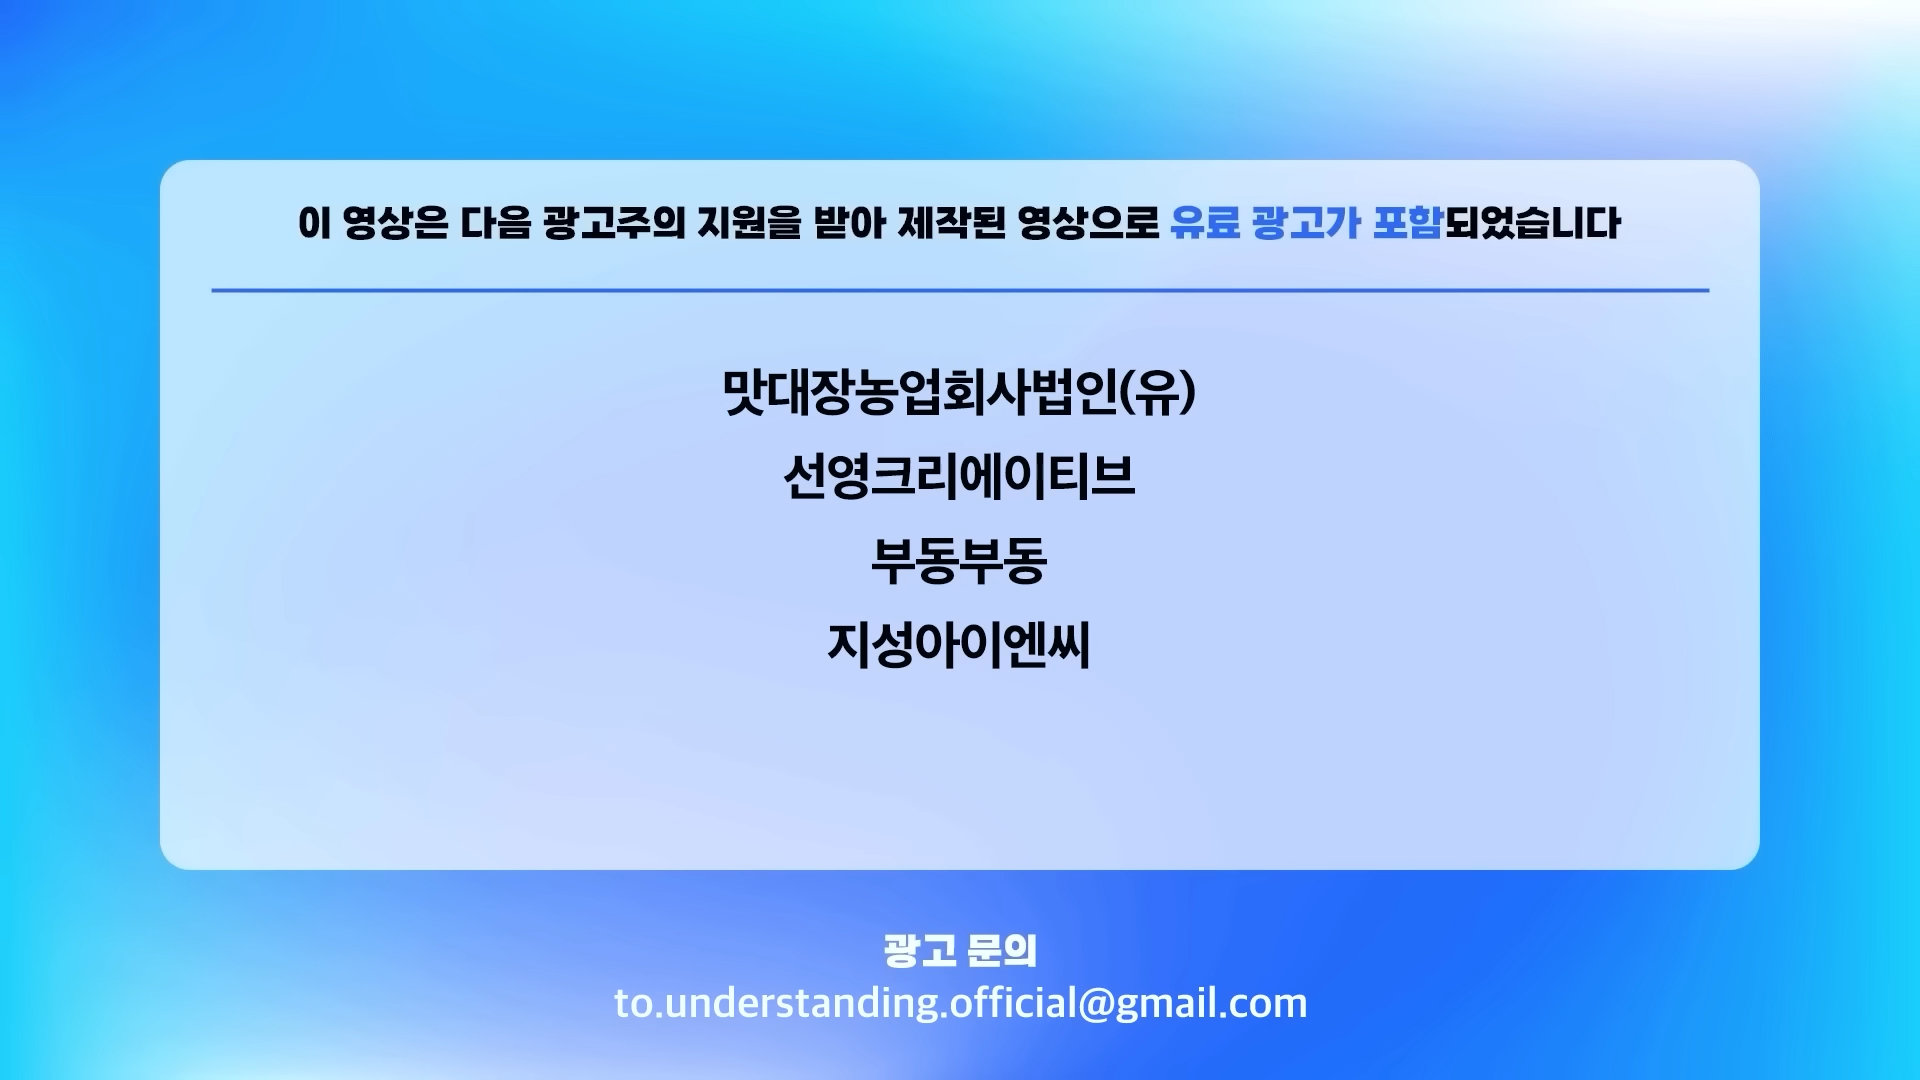 이 영상은 다음 광고주의 지원을 받아 제작된 영상으로 유료 광고가 포함되었습니다
맛대장농업회사법인(유)
선영크리에이티브
부동부동
지성아이엔씨
광고 문의
to.understanding.official@gmail.com